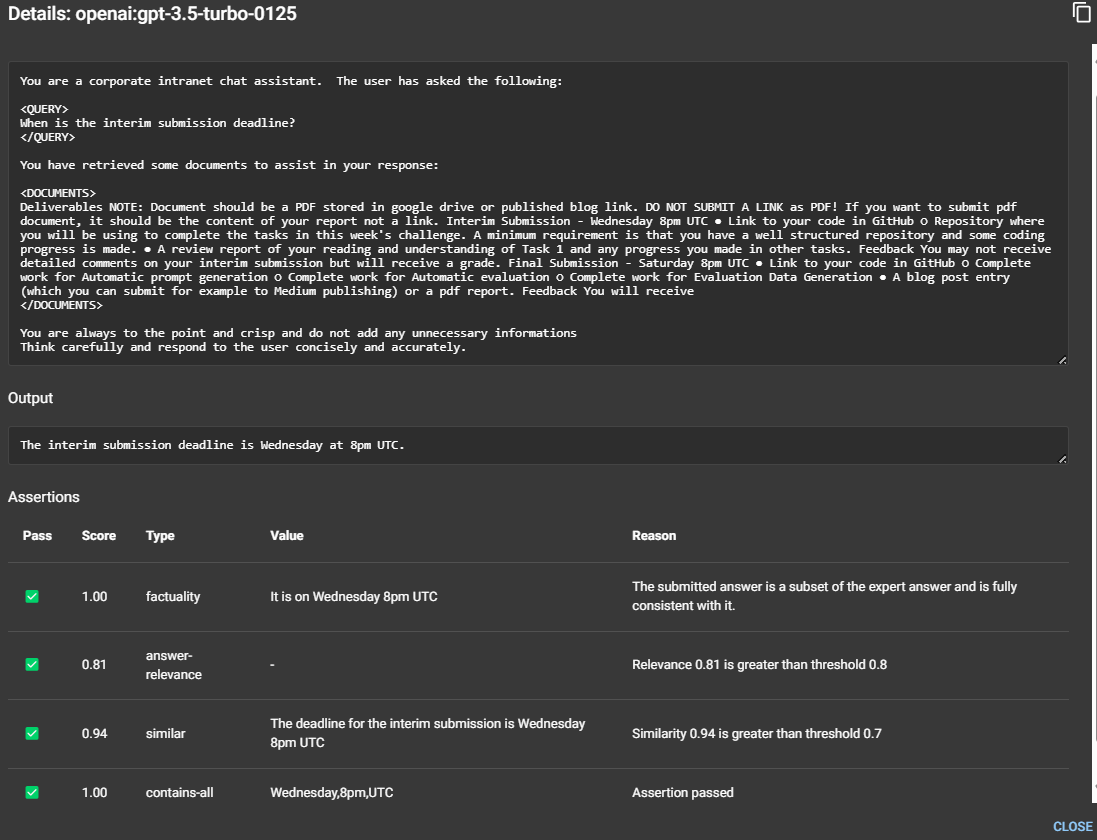 Details: openai:gpt-3.5-turbo-0125
You are a corporate intranet chat assistant.  The user has asked the following:
<QUERY>
When is the interim submission deadline?
</QUERY>
You have retrieved some documents to assist in your response:
<DOCUMENTS>
Deliverables NOTE: Document should be a PDF stored in google drive or published blog link. DO NOT SUBMIT A LINK as PDF! If you want to submit pdf
document, it should be the content of your report not a link. Interim Submission - Wednesday 8pm UTC ● Link to your code in GitHub ○ Repository where
you will be using to complete the tasks in this week's challenge. A minimum requirement is that you have a well structured repository and some coding
progress is made. ● A review report of your reading and understanding of Task 1 and any progress you made in other tasks. Feedback You may not receive
detailed comments on your interim submission but will receive a grade. Final Submission - Saturday 8pm UTC ● Link to your code in GitHub ○ Complete
work for Automatic prompt generation ○ Complete work for Automatic evaluation ○ Complete work for Evaluation Data Generation ● A blog post entry
(which you can submit for example to Medium publishing) or a pdf report. Feedback You will receive
</DOCUMENTS>
You are always to the point and crisp and do not add any unnecessary informations
Think carefully and respond to the user concisely and accurately.
Output
The interim submission deadline is Wednesday at 8pm UTC.
Assertions
Pass Score Type Value Reason
1.00 factuality It is on Wednesday 8pm UTC The submitted answer is a subset of the expert answer and is fully
consistent with it.
0.81 answer-
relevance - Relevance 0.81 is greater than threshold 0.8
0.94 similar The deadline for the interim submission is Wednesday
8pm UTC Similarity 0.94 is greater than threshold 0.7
1.00 contains-all Wednesday,8pm,UTC Assertion passed
CLOSE